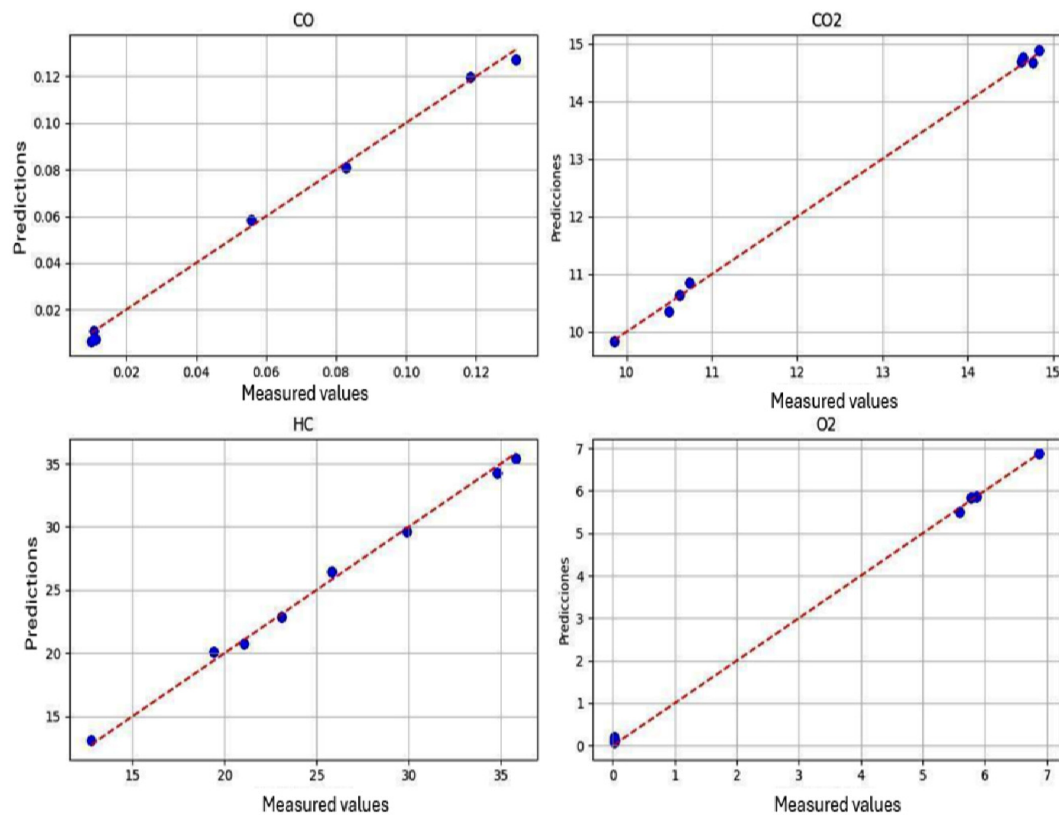 CO
0.12
0.10
0.08
0.06
0.04
0.02
Predictions
0.02 0.04 0.06 0.08 0.10 0.12
Measured values
CO2
15
14
13
12
11
10
Predicciones
10 11 12 13 14 15
Measured values
HC
35
30
25
20
15
Predictions
15 20 25 30 35
Measured values
O2
7
6
5
4
3
2
1
0
Predicciones
0 1 2 3 4 5 6 7
Measured values